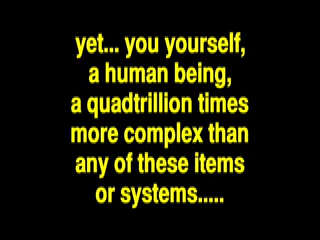 yet... you yourself,
a human being,
a quadtrillion times
more complex than
any of these items
or systems.....